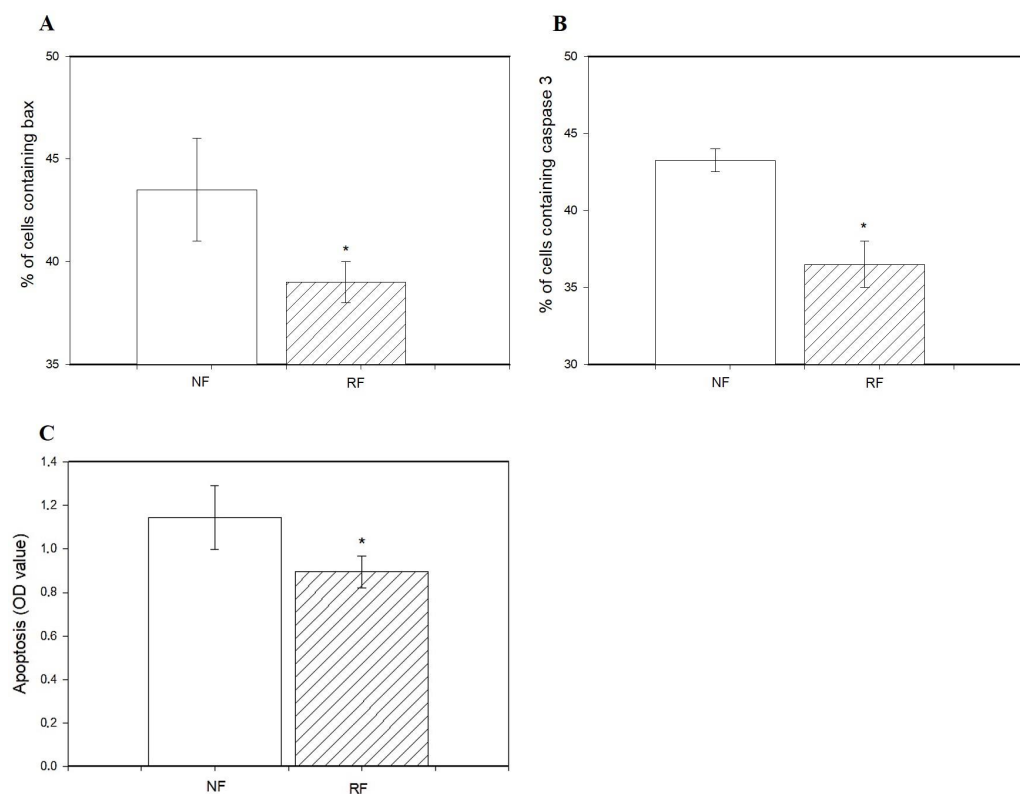 A
% of cells containing bax
50
45
40
35
NF
RF
*
B
% of cells containing caspase 3
50
45
40
35
30
NF
RF
*
C
Apoptosis (OD value)
1.4
1.2
1.0
0.8
0.6
0.4
0.2
0.0
NF
RF
*